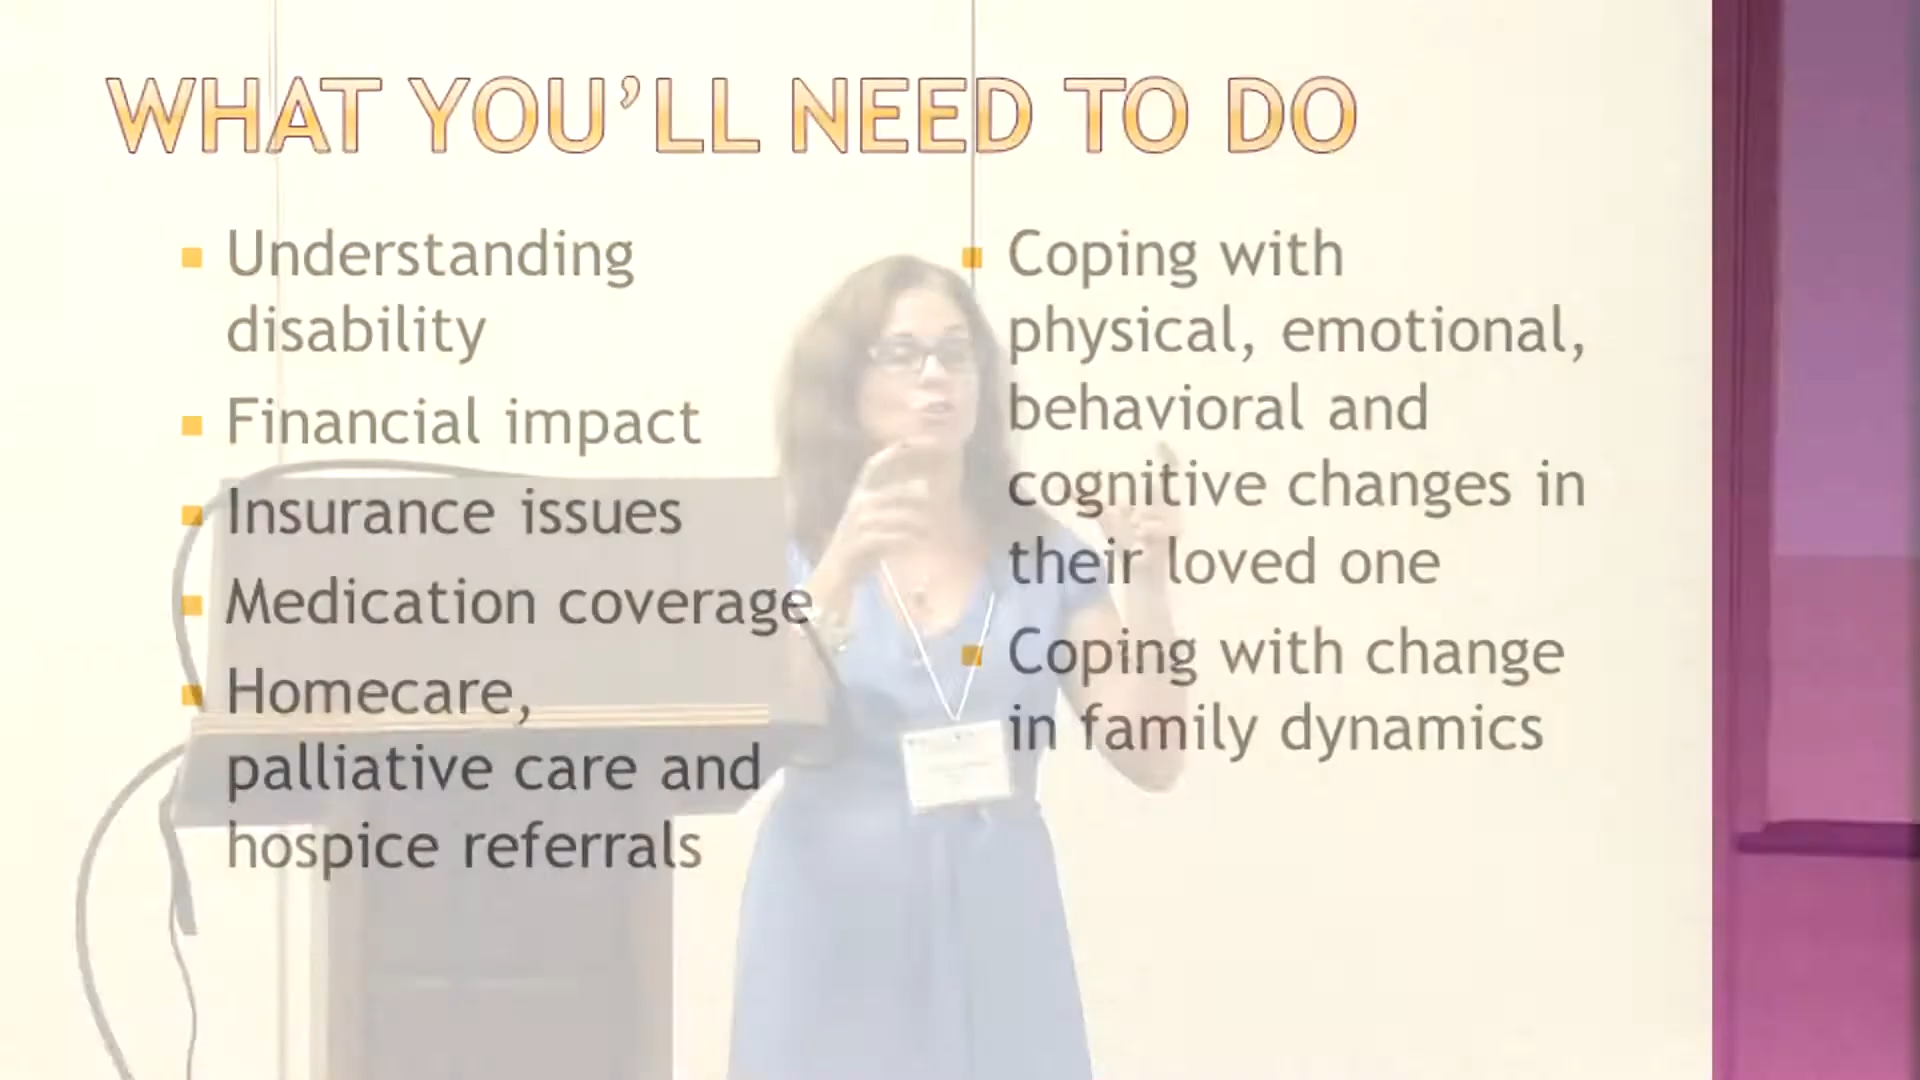 WHAT YOU’LL NEED TO DO
Understanding
disability
Financial impact
Insurance issues
Medication coverage
Homecare,
palliative care and
hospice referrals
Coping with
physical, emotional,
behavioral and
cognitive changes in
their loved one
Coping with change
in family dynamics